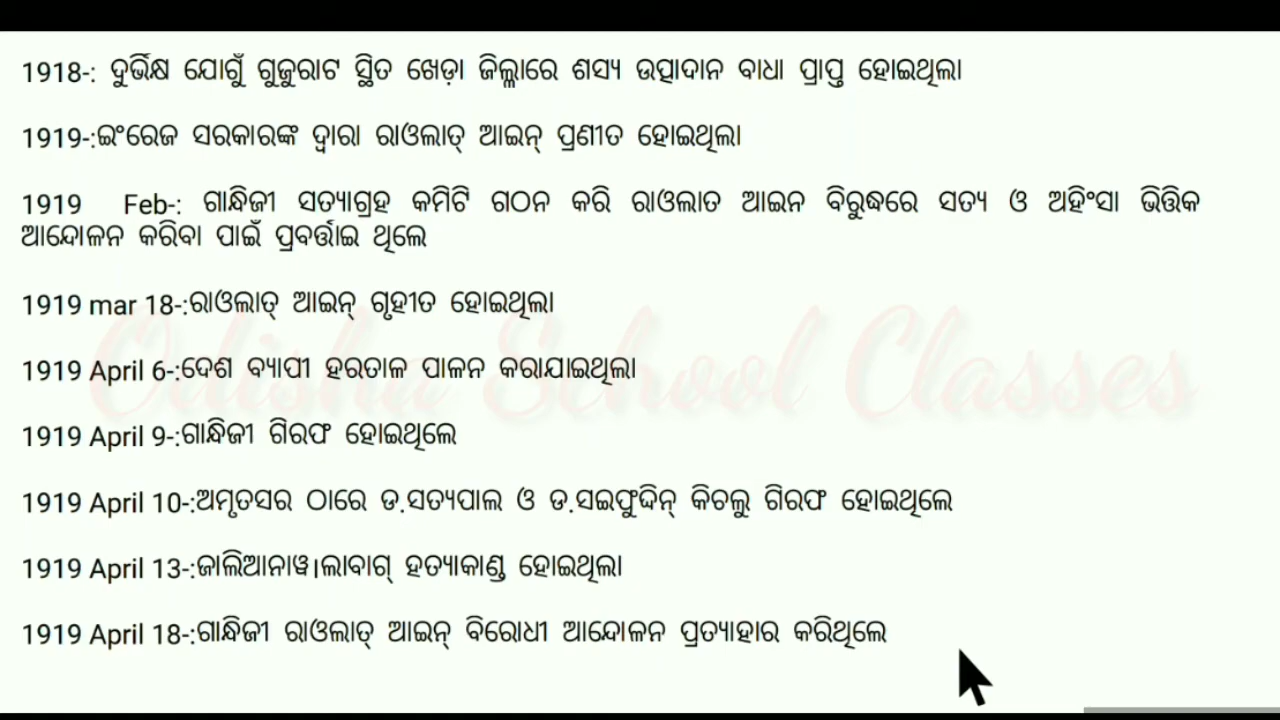 1918-: ଦୁର୍ଭିକ୍ଷ ଯୋଗୁଁ ଗୁଜୁରାଟ ସ୍ଥିତ ଖେଡ଼ା ଜିଲ୍ଲାରେ ଶସ୍ୟ ଉତ୍ପାଦାନ ବାଧା ପ୍ରାପ୍ତ ହୋଇଥିଲା
1919-:ଇଂରେଜ ସରକାରଙ୍କ ଦ୍ୱାରା ରାଓଲାତ୍ ଆଇନ୍ ପ୍ରଣୀତ ହୋଇଥିଲା
1919 Feb-: ଗାନ୍ଧିଜୀ ସତ୍ୟାଗ୍ରହ କମିଟି ଗଠନ କରି ରାଓଲାତ ଆଇନ ବିରୁଦ୍ଧରେ ସତ୍ୟ ଓ ଅହିଂସା ଭିତ୍ତିକ
ଆନ୍ଦୋଳନ କରିବା ପାଇଁ ପ୍ରବର୍ତ୍ତାଇ ଥିଲେ
1919 mar 18-:ରାଓଲାତ୍ ଆଇନ୍ ଗୃହୀତ ହୋଇଥିଲା
1919 April 6-:ଦେଶ ବ୍ୟାପୀ ହରତାଳ ପାଳନ କରାଯାଇଥିଲା
1919 April 9-:ଗାନ୍ଧିଜୀ ଗିରଫ ହୋଇଥିଲେ
1919 April 10-:ଅମୃତସର ଠାରେ ଡ.ସତ୍ୟପାଲ ଓ ଡ.ସଇଫୁଦ୍ଦିନ୍ କିଚଲୁ ଗିରଫ ହୋଇଥିଲେ
1919 April 13-:ଜାଲିଆନାୱ।ଲାବାଗ୍ ହତ୍ୟାକାଣ୍ଡ ହୋଇଥିଲା
1919 April 18-:ଗାନ୍ଧିଜୀ ରାଓଲାତ୍ ଆଇନ୍ ବିରୋଧୀ ଆନ୍ଦୋଳନ ପ୍ରତ୍ୟାହାର କରିଥିଲେ
Odisha School Classes